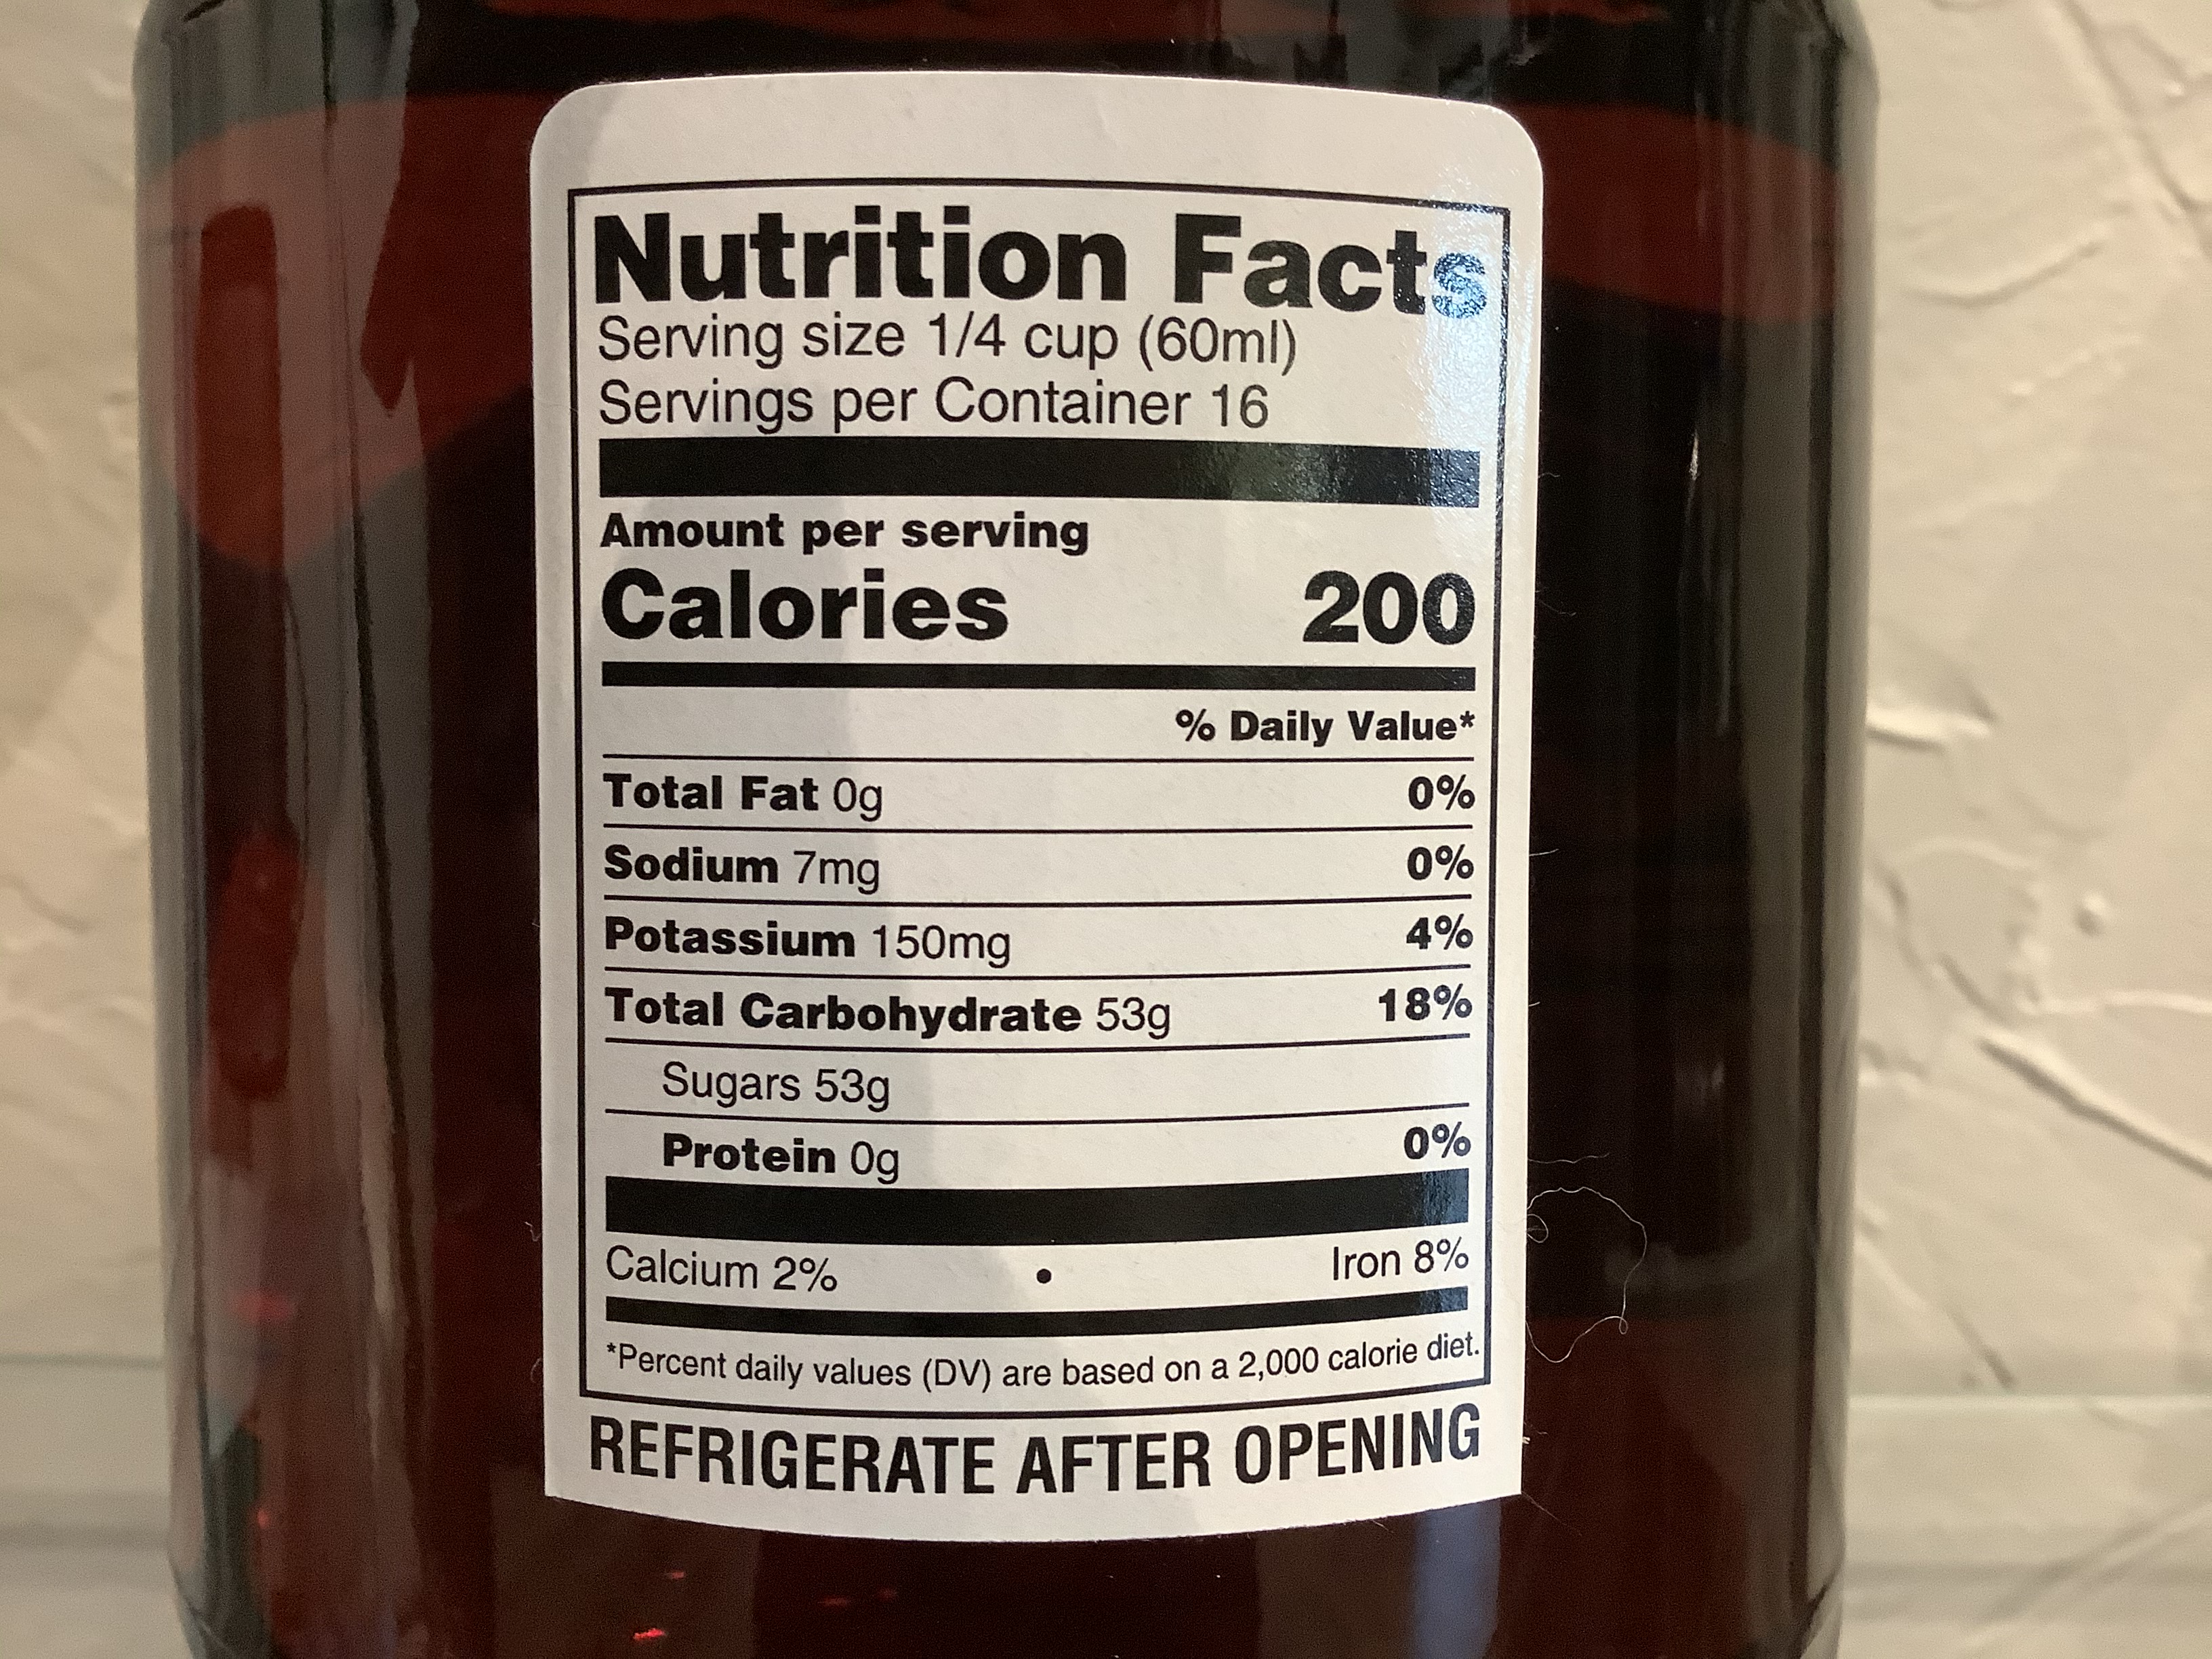 Nutrition Facts
Serving size 1/4 cup (60ml)
Servings per Container 16
Amount per serving
Calories 200
% Daily Value*
Total Fat 0g 0%
Sodium 7mg 0%
Potassium 150mg 4%
Total Carbohydrate 53g 18%
Sugars 53g
Protein 0g 0%
Calcium 2% • Iron 8%
*Percent daily values (DV) are based on a 2,000 calorie diet.
REFRIGERATE AFTER OPENING